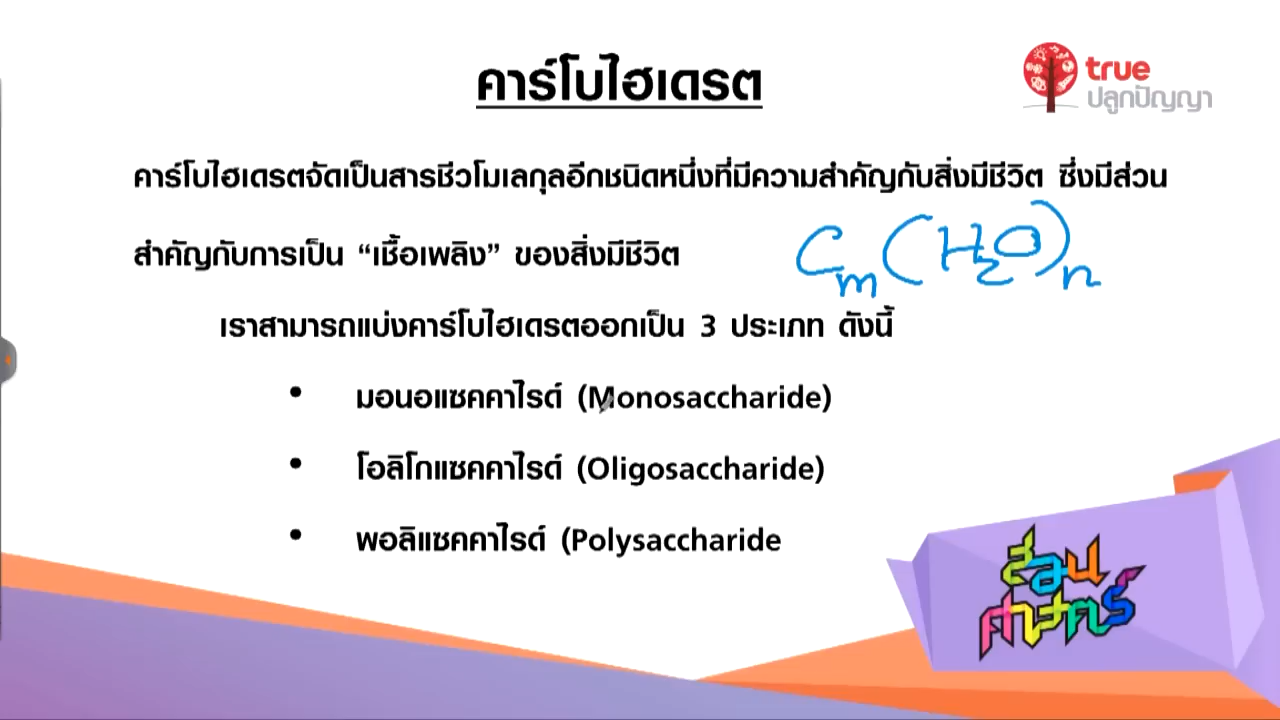 คาร์โบไฮเดรต
true
ปลูกปัญญา
คาร์โบไฮเดรตจัดเป็นสารชีวโมเลกุลอีกชนิดหนึ่งที่มีความสำคัญกับสิ่งมีชีวิต ซึ่งมีส่วน
สำคัญกับการเป็น “เชื้อเพลิง” ของสิ่งมีชีวิต
Cm(H2O)n
เราสามารถแบ่งคาร์โบไฮเดรตออกเป็น 3 ประเภท ดังนี้
• มอนอแซคคาไรด์ (Monosaccharide)
• โอลิโกแซคคาไรด์ (Oligosaccharide)
• พอลิแซคคาไรด์ (Polysaccharide
สอน
ศาสตร์